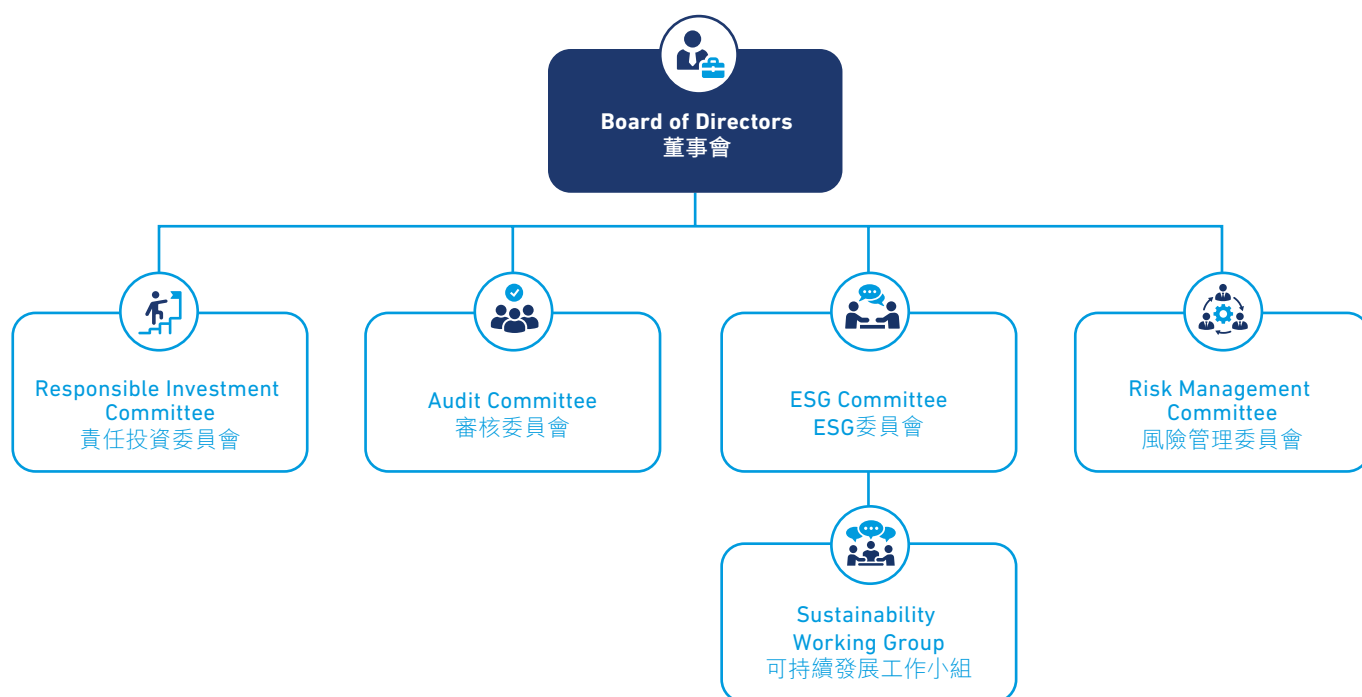 Board of Directors
董事會
Responsible Investment
Committee
責任投資委員會
Audit Committee
審核委員會
ESG Committee
ESG委員會
Risk Management
Committee
風險管理委員會
Sustainability
Working Group
可持續發展工作小組